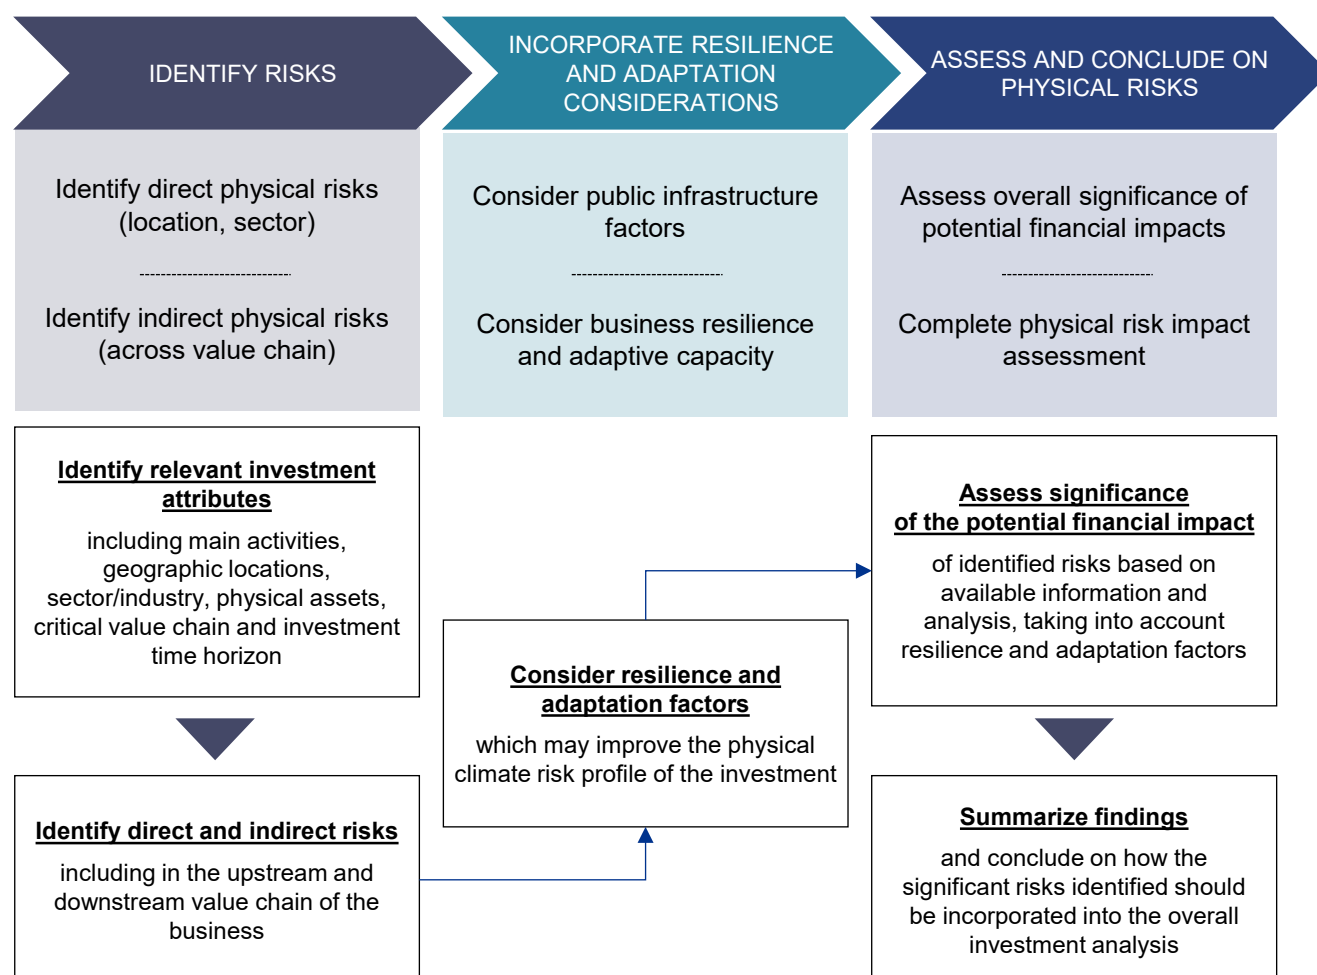 IDENTIFY RISKS
INCORPORATE RESILIENCE
AND ADAPTATION
CONSIDERATIONS
ASSESS AND CONCLUDE ON
PHYSICAL RISKS
Identify direct physical risks
(location, sector)
Identify indirect physical risks
(across value chain)
Consider public infrastructure
factors
Consider business resilience
and adaptive capacity
Assess overall significance of
potential financial impacts
Complete physical risk impact
assessment
Identify relevant investment
attributes
including main activities,
geographic locations,
sector/industry, physical assets,
critical value chain and investment
time horizon
Identify direct and indirect risks
including in the upstream and
downstream value chain of the
business
Consider resilience and
adaptation factors
which may improve the physical
climate risk profile of the investment
Assess significance
of the potential financial impact
of identified risks based on
available information and
analysis, taking into account
resilience and adaptation factors
Summarize findings
and conclude on how the
significant risks identified should
be incorporated into the overall
investment analysis